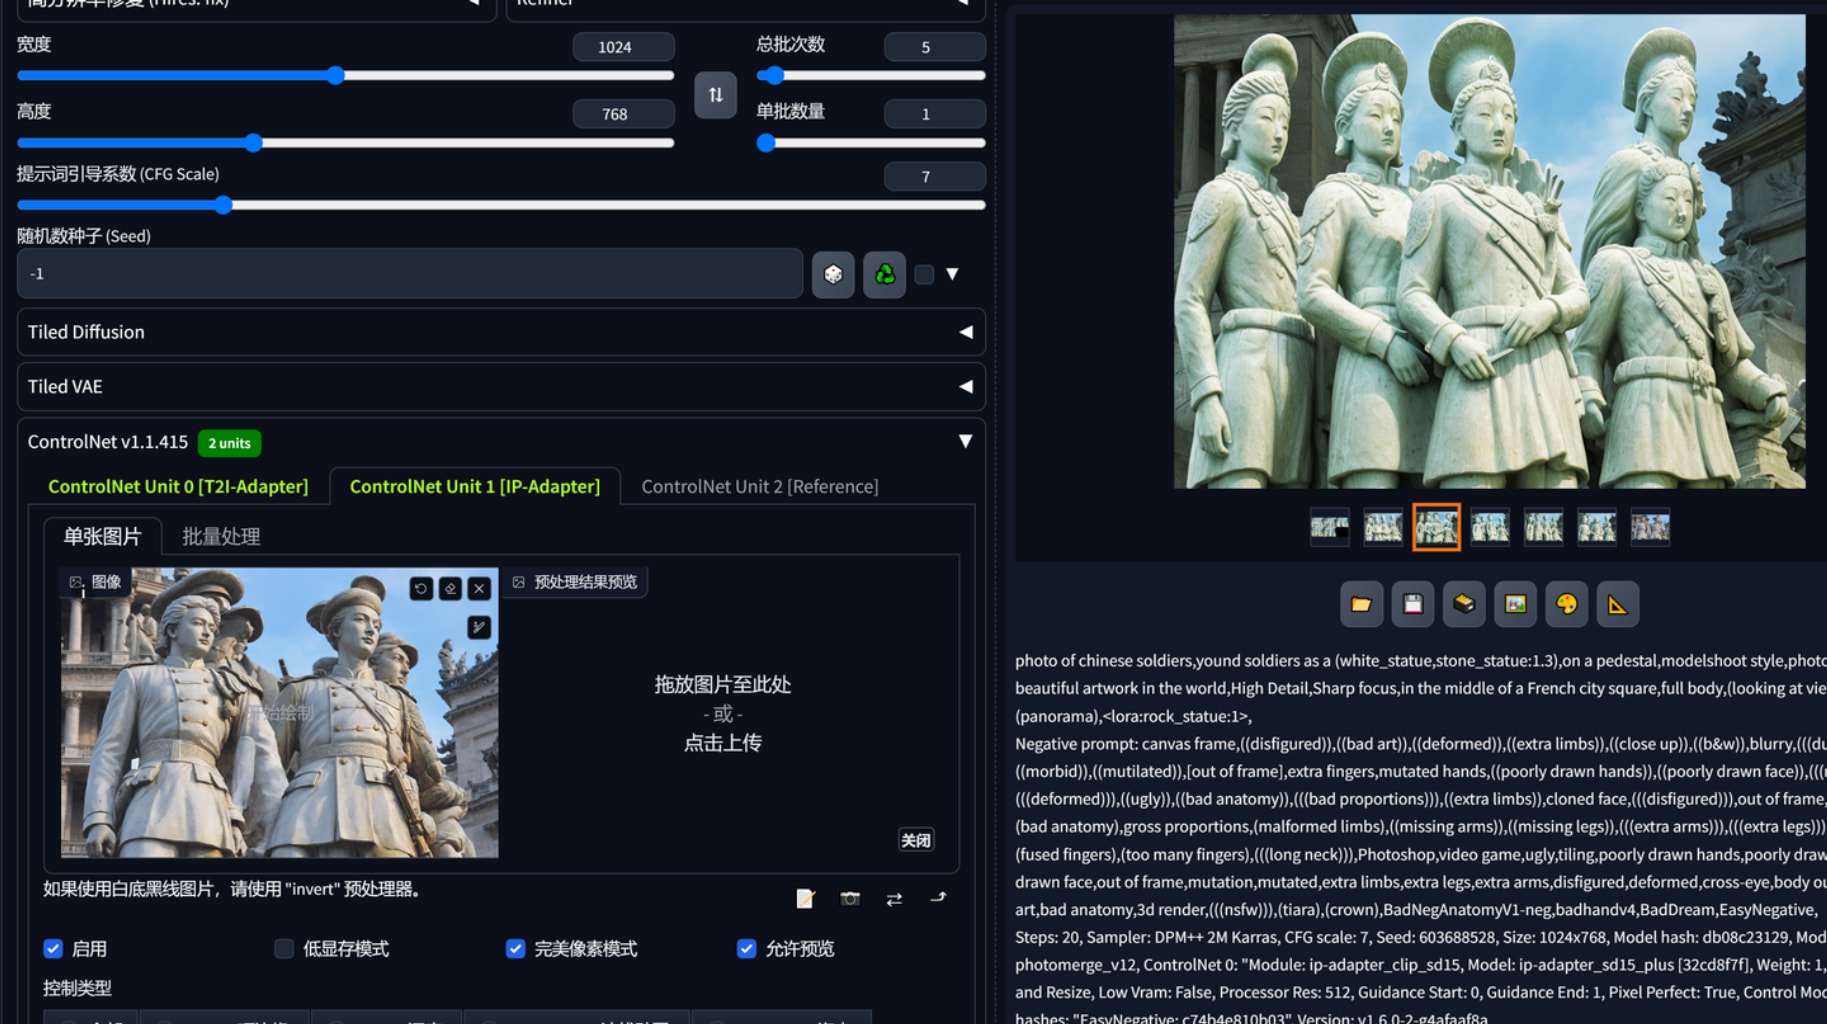 高分辨率修复 (Hires. fix)
Refiner
宽度
1024
总批次数
5
高度
768
单批数量
1
提示词引导系数 (CFG Scale)
7
随机数种子 (Seed)
-1
Tiled Diffusion
Tiled VAE
ControlNet v1.1.415
2 units
ControlNet Unit 0 [T2I-Adapter]
ControlNet Unit 1 [IP-Adapter]
ControlNet Unit 2 [Reference]
单张图片
批量处理
图像
开始绘制
预处理结果预览
拖放图片至此处
- 或 -
点击上传
关闭
如果使用白底黑线图片，请使用 "invert" 预处理器。
启用
低显存模式
完美像素模式
允许预览
控制类型
photo of chinese soldiers,yound soldiers as a (white_statue,stone_statue:1.3),on a pedestal,modelshoot style,photo
beautiful artwork in the world,High Detail,Sharp focus,in the middle of a French city square,full body,(looking at vie
(panorama),<lora:rock_statue:1>,
Negative prompt: canvas frame,((disfigured)),((bad art)),((deformed)),((extra limbs)),((close up)),((b&w)),blurry,(((du
((morbid)),((mutilated)),[out of frame],extra fingers,mutated hands,((poorly drawn hands)),((poorly drawn face)),(((
(((deformed))),((ugly)),((bad anatomy)),(((bad proportions))),((extra limbs)),cloned face,(((disfigured))),out of frame,
(bad anatomy),gross proportions,(malformed limbs),((missing arms)),((missing legs)),(((extra arms))),(((extra legs)))
(fused fingers),(too many fingers),(((long neck))),Photoshop,video game,ugly,tiling,poorly drawn hands,poorly draw
drawn face,out of frame,mutation,mutated,extra limbs,extra legs,extra arms,disfigured,deformed,cross-eye,body ou
art,bad anatomy,3d render,(((nsfw))),(tiara),(crown),BadNegAnatomyV1-neg,badhandv4,BadDream,EasyNegative,
Steps: 20, Sampler: DPM++ 2M Karras, CFG scale: 7, Seed: 603688528, Size: 1024x768, Model hash: db08c23129, Mod
photomerge_v12, ControlNet 0: "Module: ip-adapter_clip_sd15, Model: ip-adapter_sd15_plus [32cd8f7f], Weight: 1,
and Resize, Low Vram: False, Processor Res: 512, Guidance Start: 0, Guidance End: 1, Pixel Perfect: True, Control Mod
hashes: "EasyNegative: c74b4e810b03", Version: v1.6.0-2-g4afaaf8a